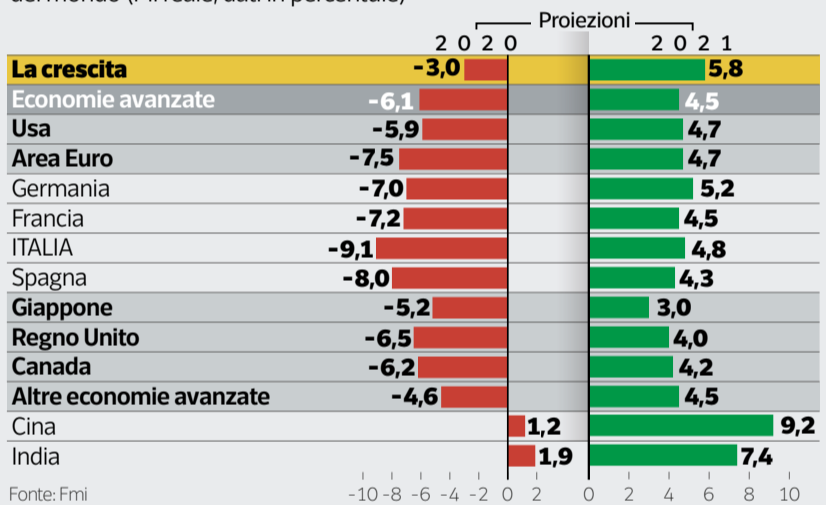 Proiezioni
2020 2021
La crescita -3,0 5,8
Economie avanzate -6,1 4,5
Usa -5,9 4,7
Area Euro -7,5 4,7
Germania -7,0 5,2
Francia -7,2 4,5
ITALIA -9,1 4,8
Spagna -8,0 4,3
Giappone -5,2 3,0
Regno Unito -6,5 4,0
Canada -6,2 4,2
Altre economie avanzate -4,6 4,5
Cina 1,2 9,2
India 1,9 7,4
Fonte: Fmi -10 -8 -6 -4 -2 0 2 0 2 4 6 8 10